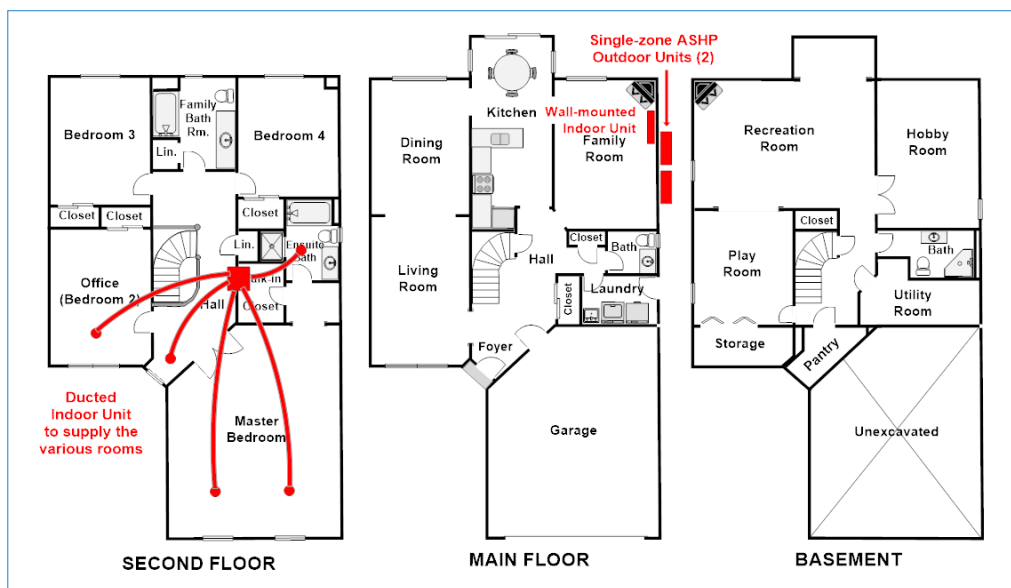 Single-zone ASHP
Outdoor Units (2)
Bedroom 3
Family
Bath
Rm.
Bedroom 4
Lin.
Closet
Closet
Closet
Lin.
Ensuite
Bath
Walk-in
Closet
Office
(Bedroom 2)
Hall
Ducted
Indoor Unit
to supply the
various rooms
Master
Bedroom
SECOND FLOOR
Kitchen
Wall-mounted
Indoor Unit
Family
Room
Dining
Room
Closet
Bath
Hall
Living
Room
Closet
Laundry
Foyer
Garage
MAIN FLOOR
Recreation
Room
Hobby
Room
Closet
Bath
Play
Room
Utility
Room
Storage
Pantry
Unexcavated
BASEMENT